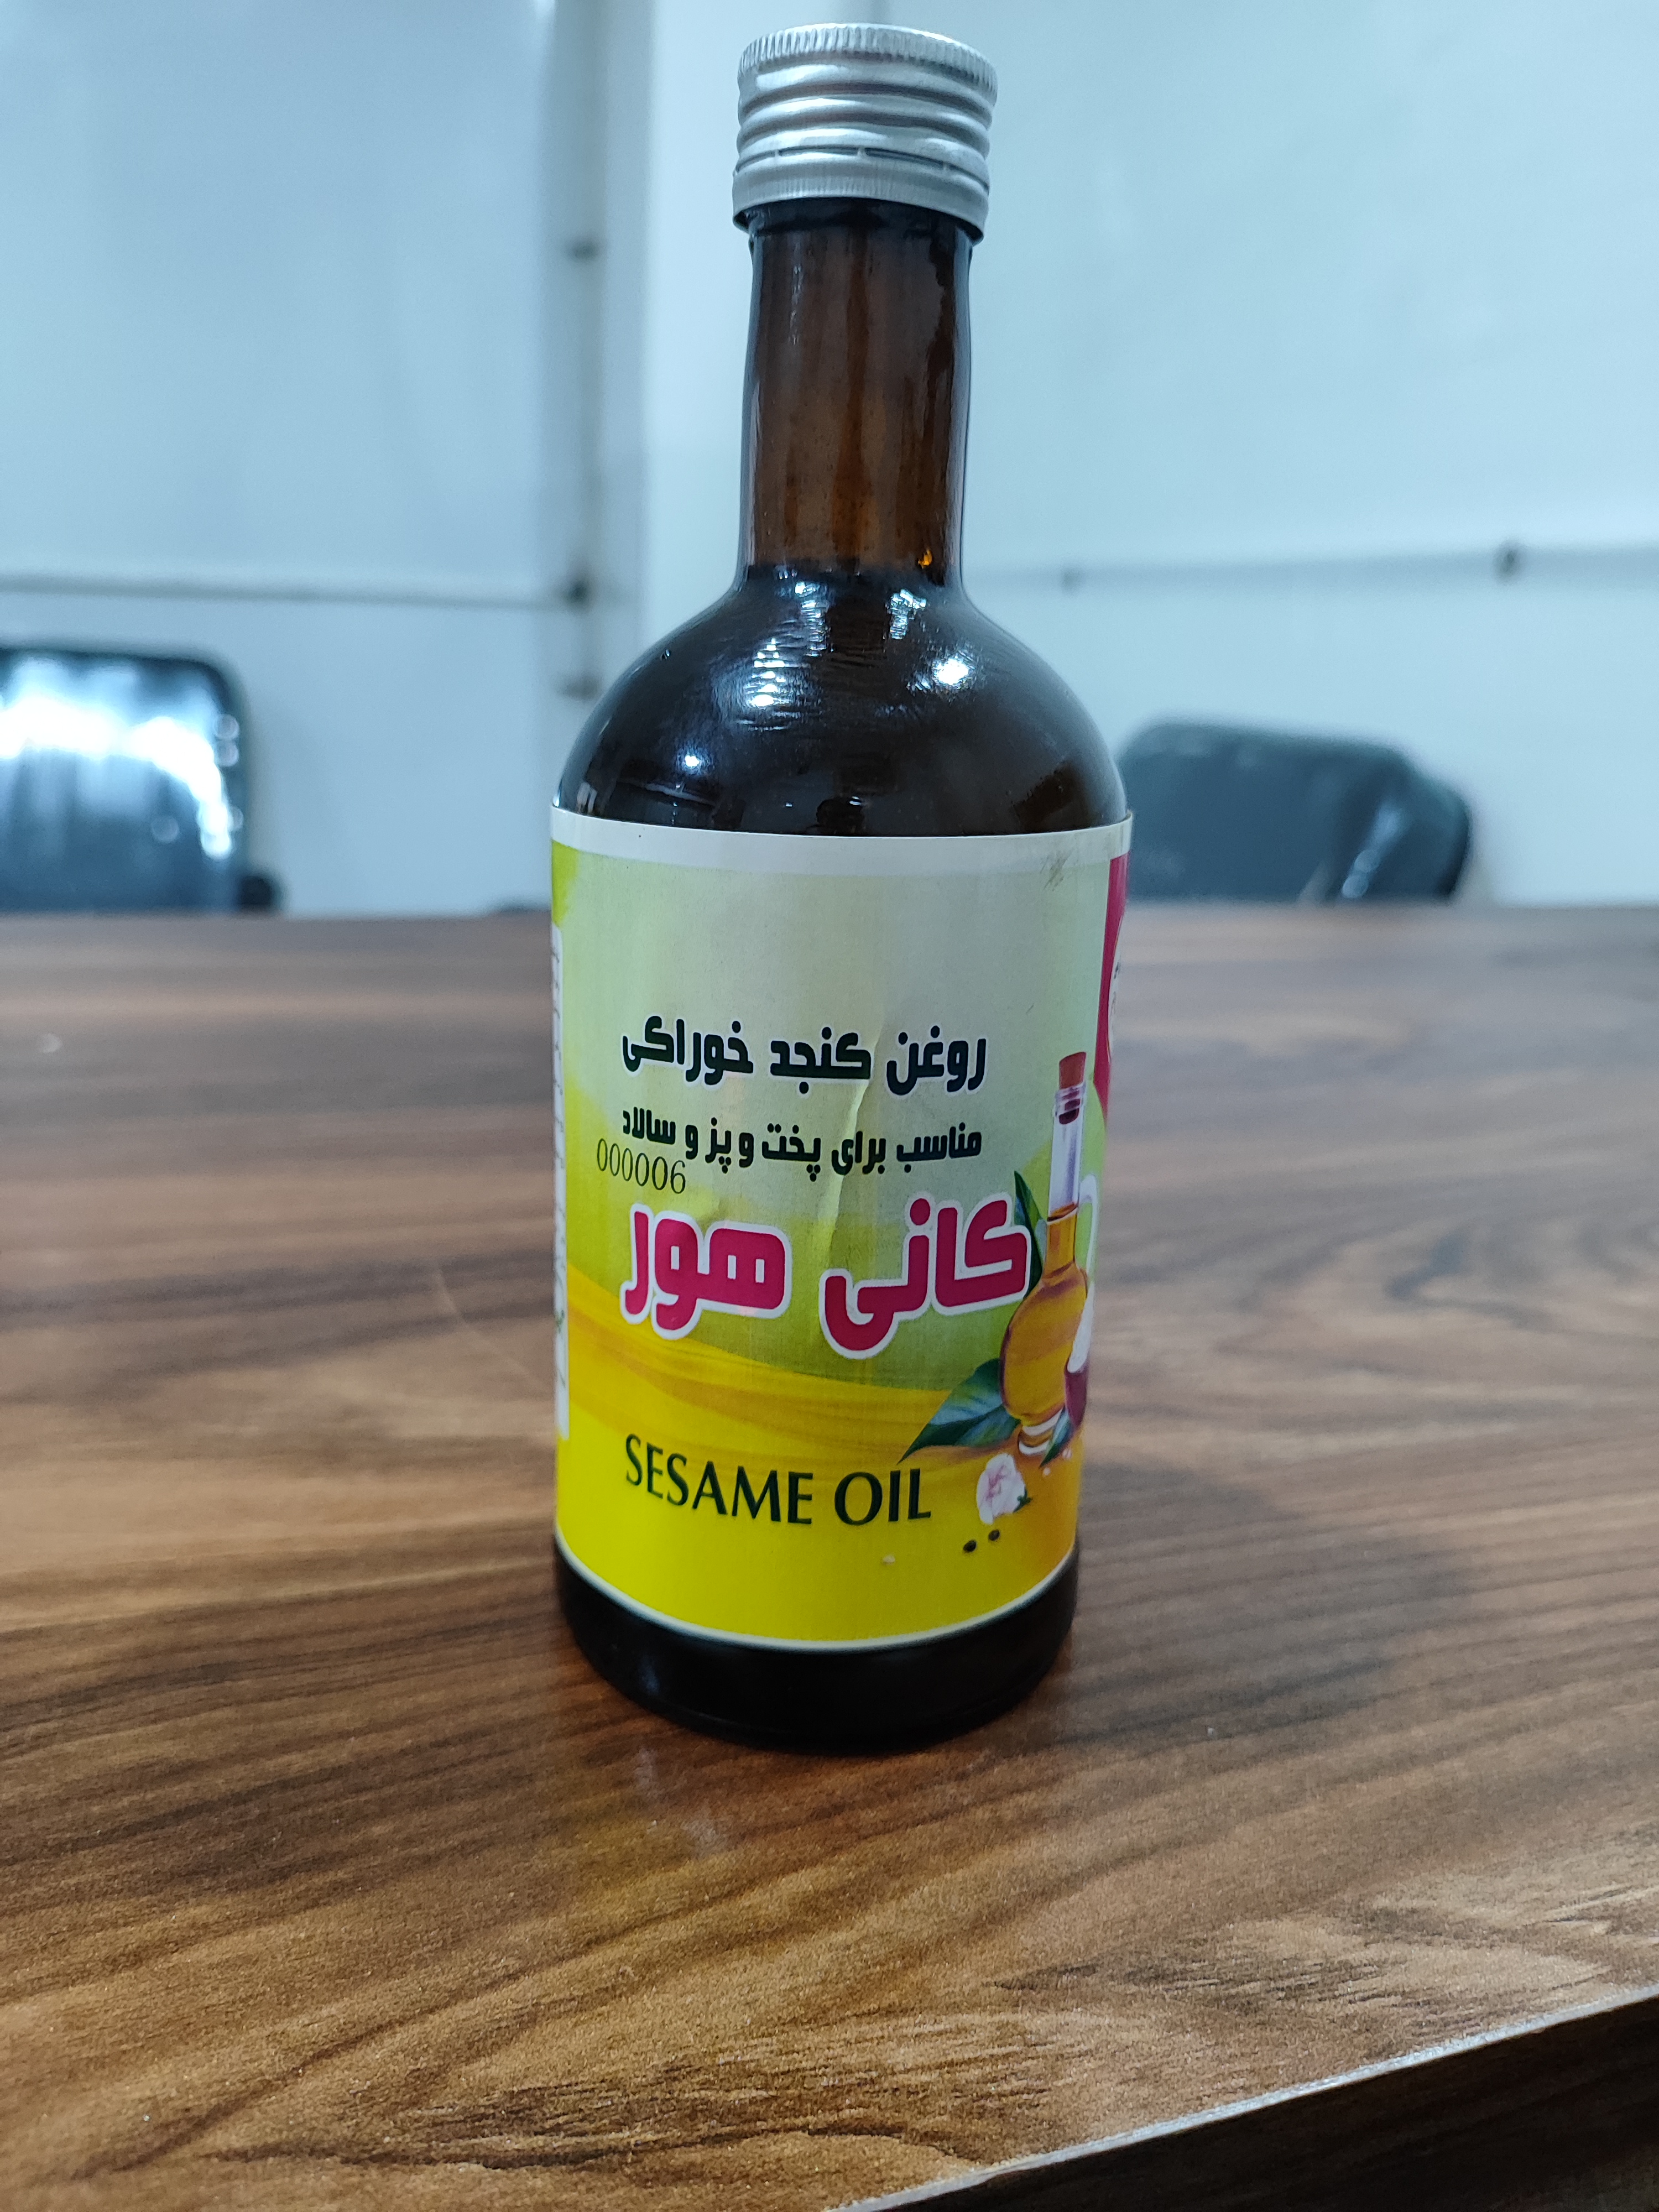 روغن کنجد خوراکی
مناسب برای پخت و پز و سالاد
000006
کانی هور
SESAME OIL